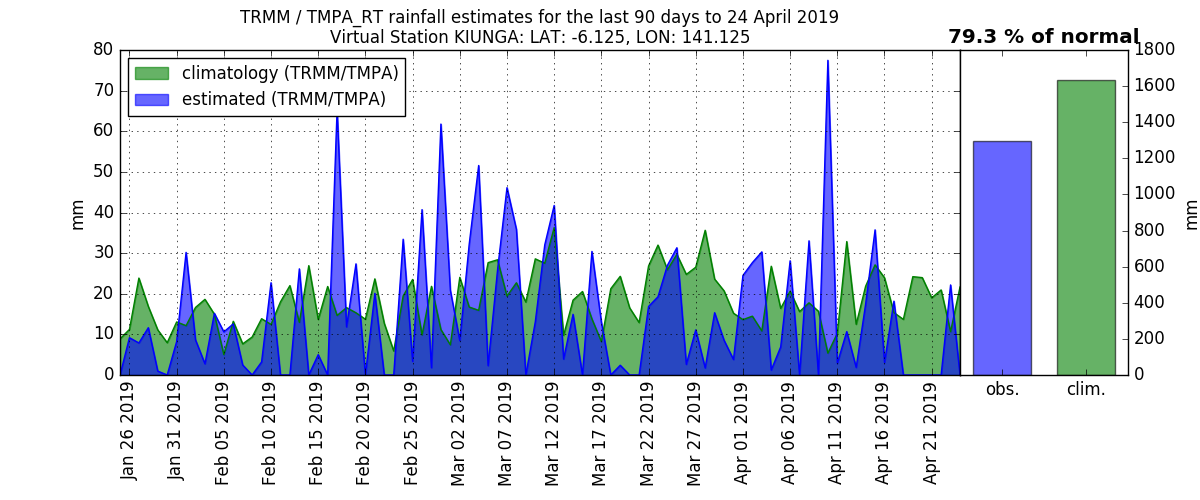 TRMM / TMPA_RT rainfall estimates for the last 90 days to 24 April 2019
Virtual Station KIUNGA: LAT: -6.125, LON: 141.125
79.3 % of normal
climatology (TRMM/TMPA)
estimated (TRMM/TMPA)
80
70
60
50
40
30
20
10
0
mm
Jan 26 2019
Jan 31 2019
Feb 05 2019
Feb 10 2019
Feb 15 2019
Feb 20 2019
Feb 25 2019
Mar 02 2019
Mar 07 2019
Mar 12 2019
Mar 17 2019
Mar 22 2019
Mar 27 2019
Apr 01 2019
Apr 06 2019
Apr 11 2019
Apr 16 2019
Apr 21 2019
obs.
clim.
1800
1600
1400
1200
1000
800
600
400
200
0
mm